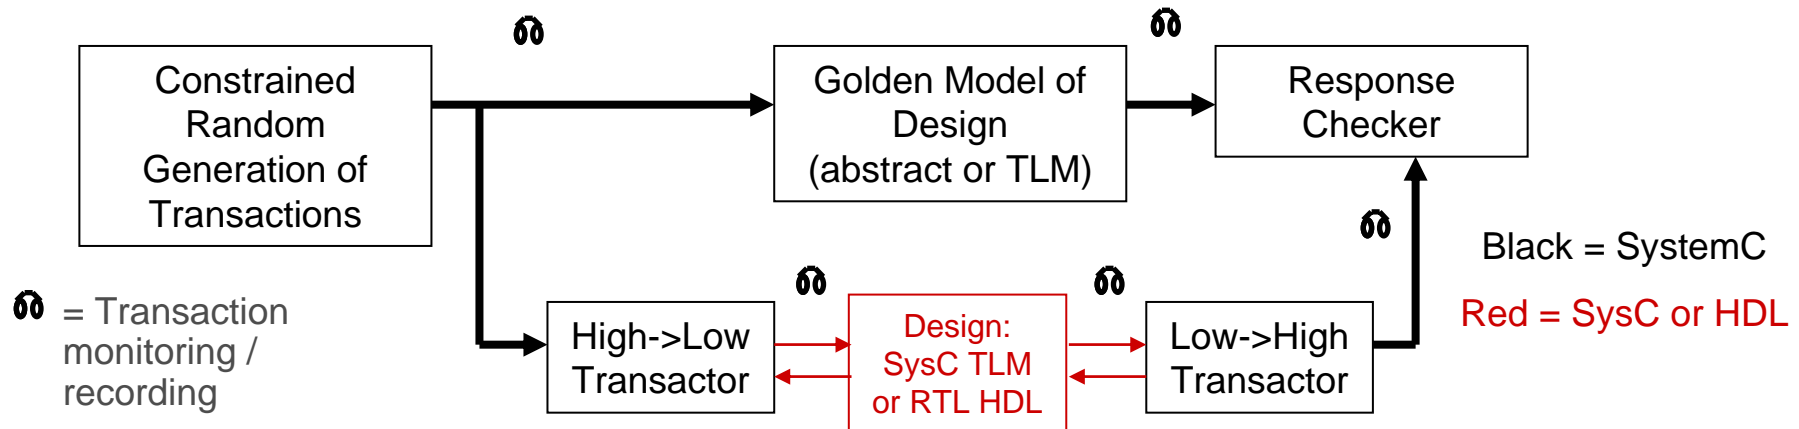 Constrained
Random
Generation of
Transactions
Golden Model of
Design
(abstract or TLM)
Response
Checker
Black = SystemC
Red = SysC or HDL
= Transaction
monitoring /
recording
High->Low
Transactor
Design:
SysC TLM
or RTL HDL
Low->High
Transactor